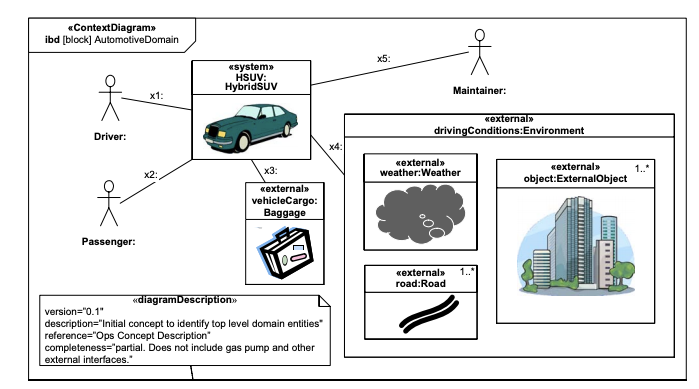 «ContextDiagram»
ibd [block] AutomotiveDomain
x5:
Maintainer:
«system»
HSUV:
HybridSUV
x1:
Driver:
x2:
Passenger:
x3:
x4:
«external»
vehicleCargo:
Baggage
«external»
drivingConditions:Environment
«external»
weather:Weather
«external» 1..*
object:ExternalObject
«external» 1..*
road:Road
«diagramDescription»
version="0.1"
description="Initial concept to identify top level domain entities"
reference="Ops Concept Description"
completeness="partial. Does not include gas pump and other
external interfaces."